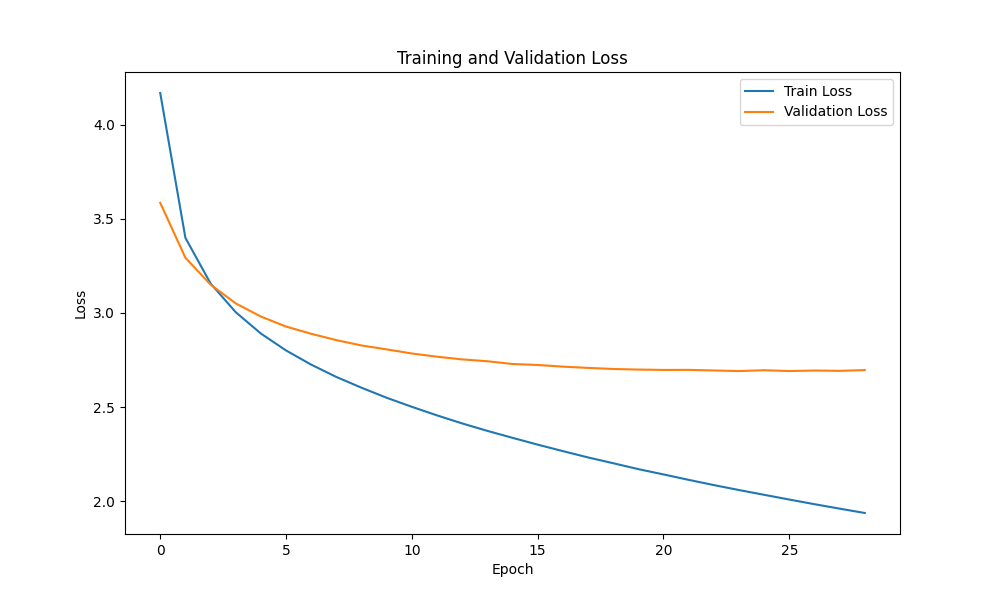 Training and Validation Loss
Train Loss
Validation Loss
4.0
3.5
3.0
2.5
2.0
Loss
0 5 10 15 20 25
Epoch